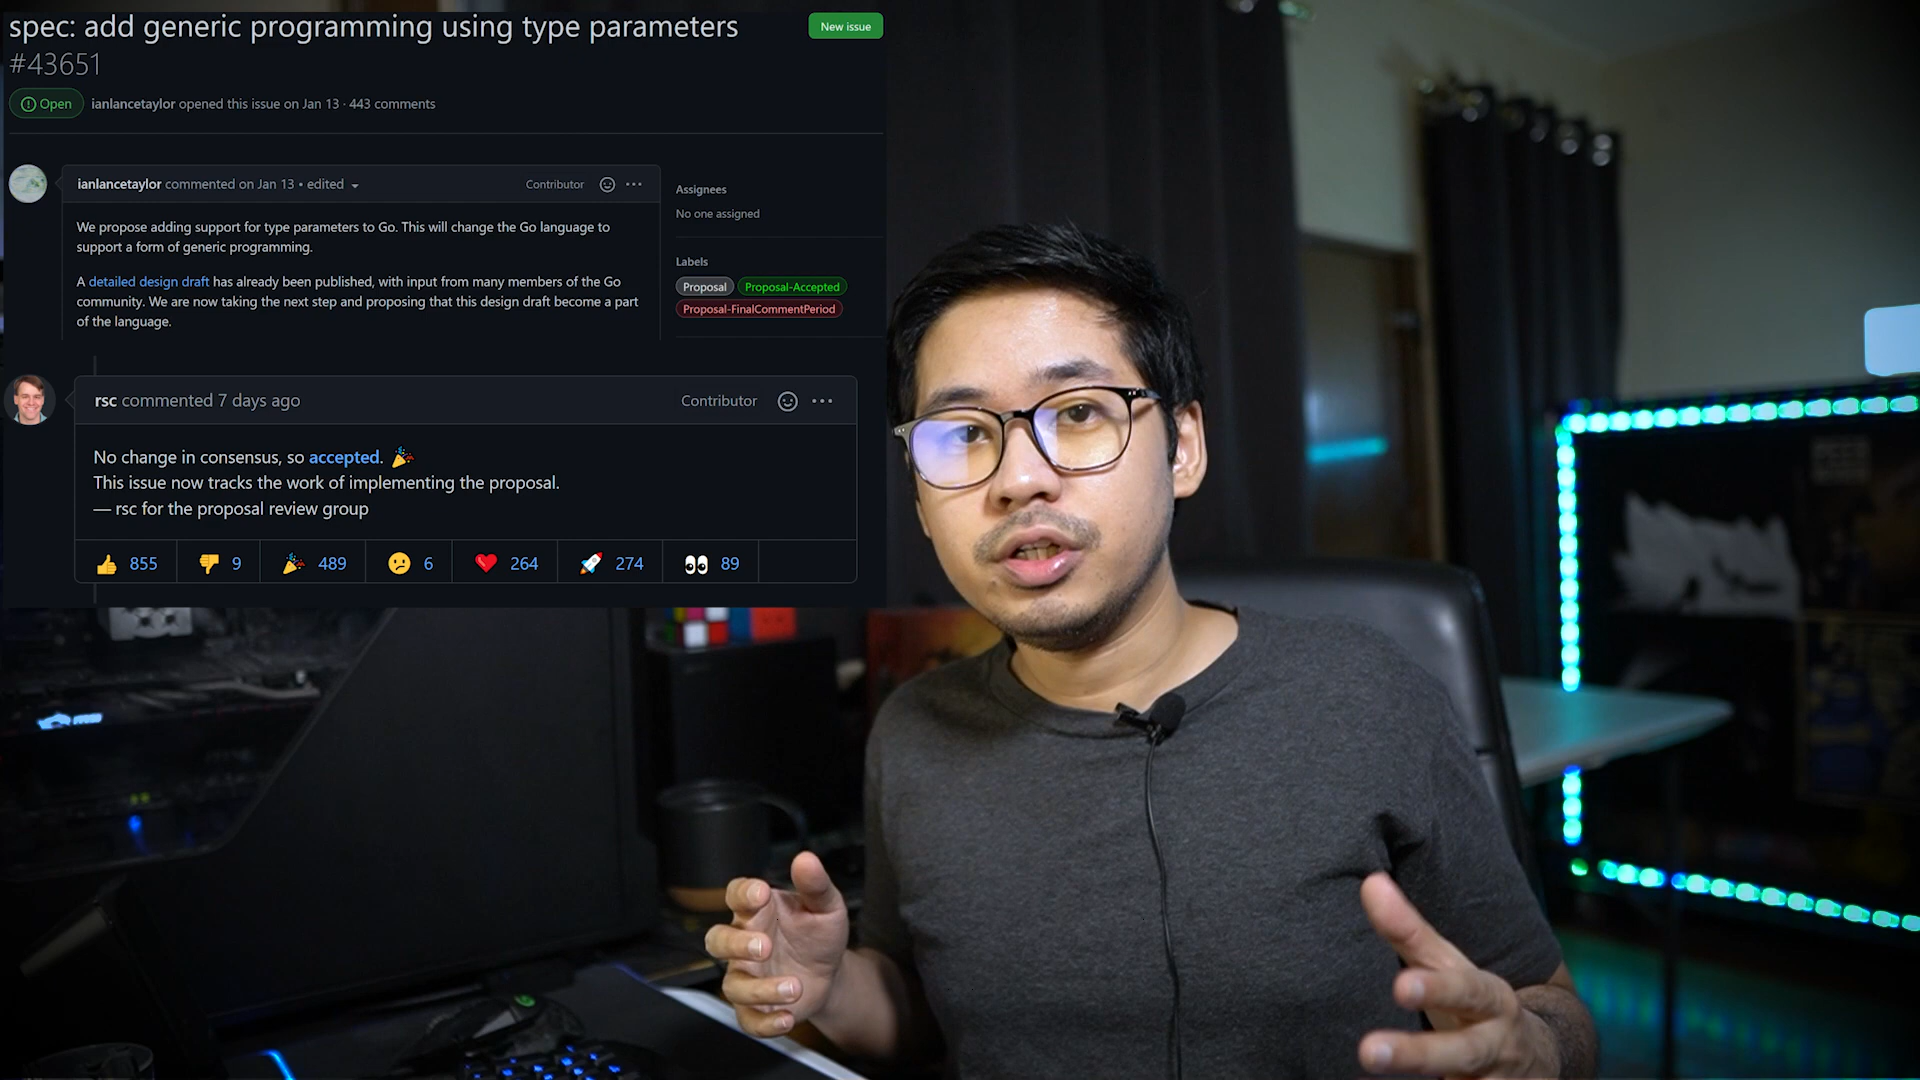 spec: add generic programming using type parameters
#43651
New issue
Open ianlancetaylor opened this issue on Jan 13 · 443 comments
ianlancetaylor commented on Jan 13 • edited
Contributor
We propose adding support for type parameters to Go. This will change the Go language to
support a form of generic programming.
A detailed design draft has already been published, with input from many members of the Go
community. We are now taking the next step and proposing that this design draft become a part
of the language.
Assignees
No one assigned
Labels
Proposal Proposal-Accepted
Proposal-FinalCommentPeriod
rsc commented 7 days ago
Contributor
No change in consensus, so accepted. 🎉
This issue now tracks the work of implementing the proposal.
— rsc for the proposal review group
👍 855 👎 9 🎉 489 😕 6 ❤️ 264 🚀 274 👀 89